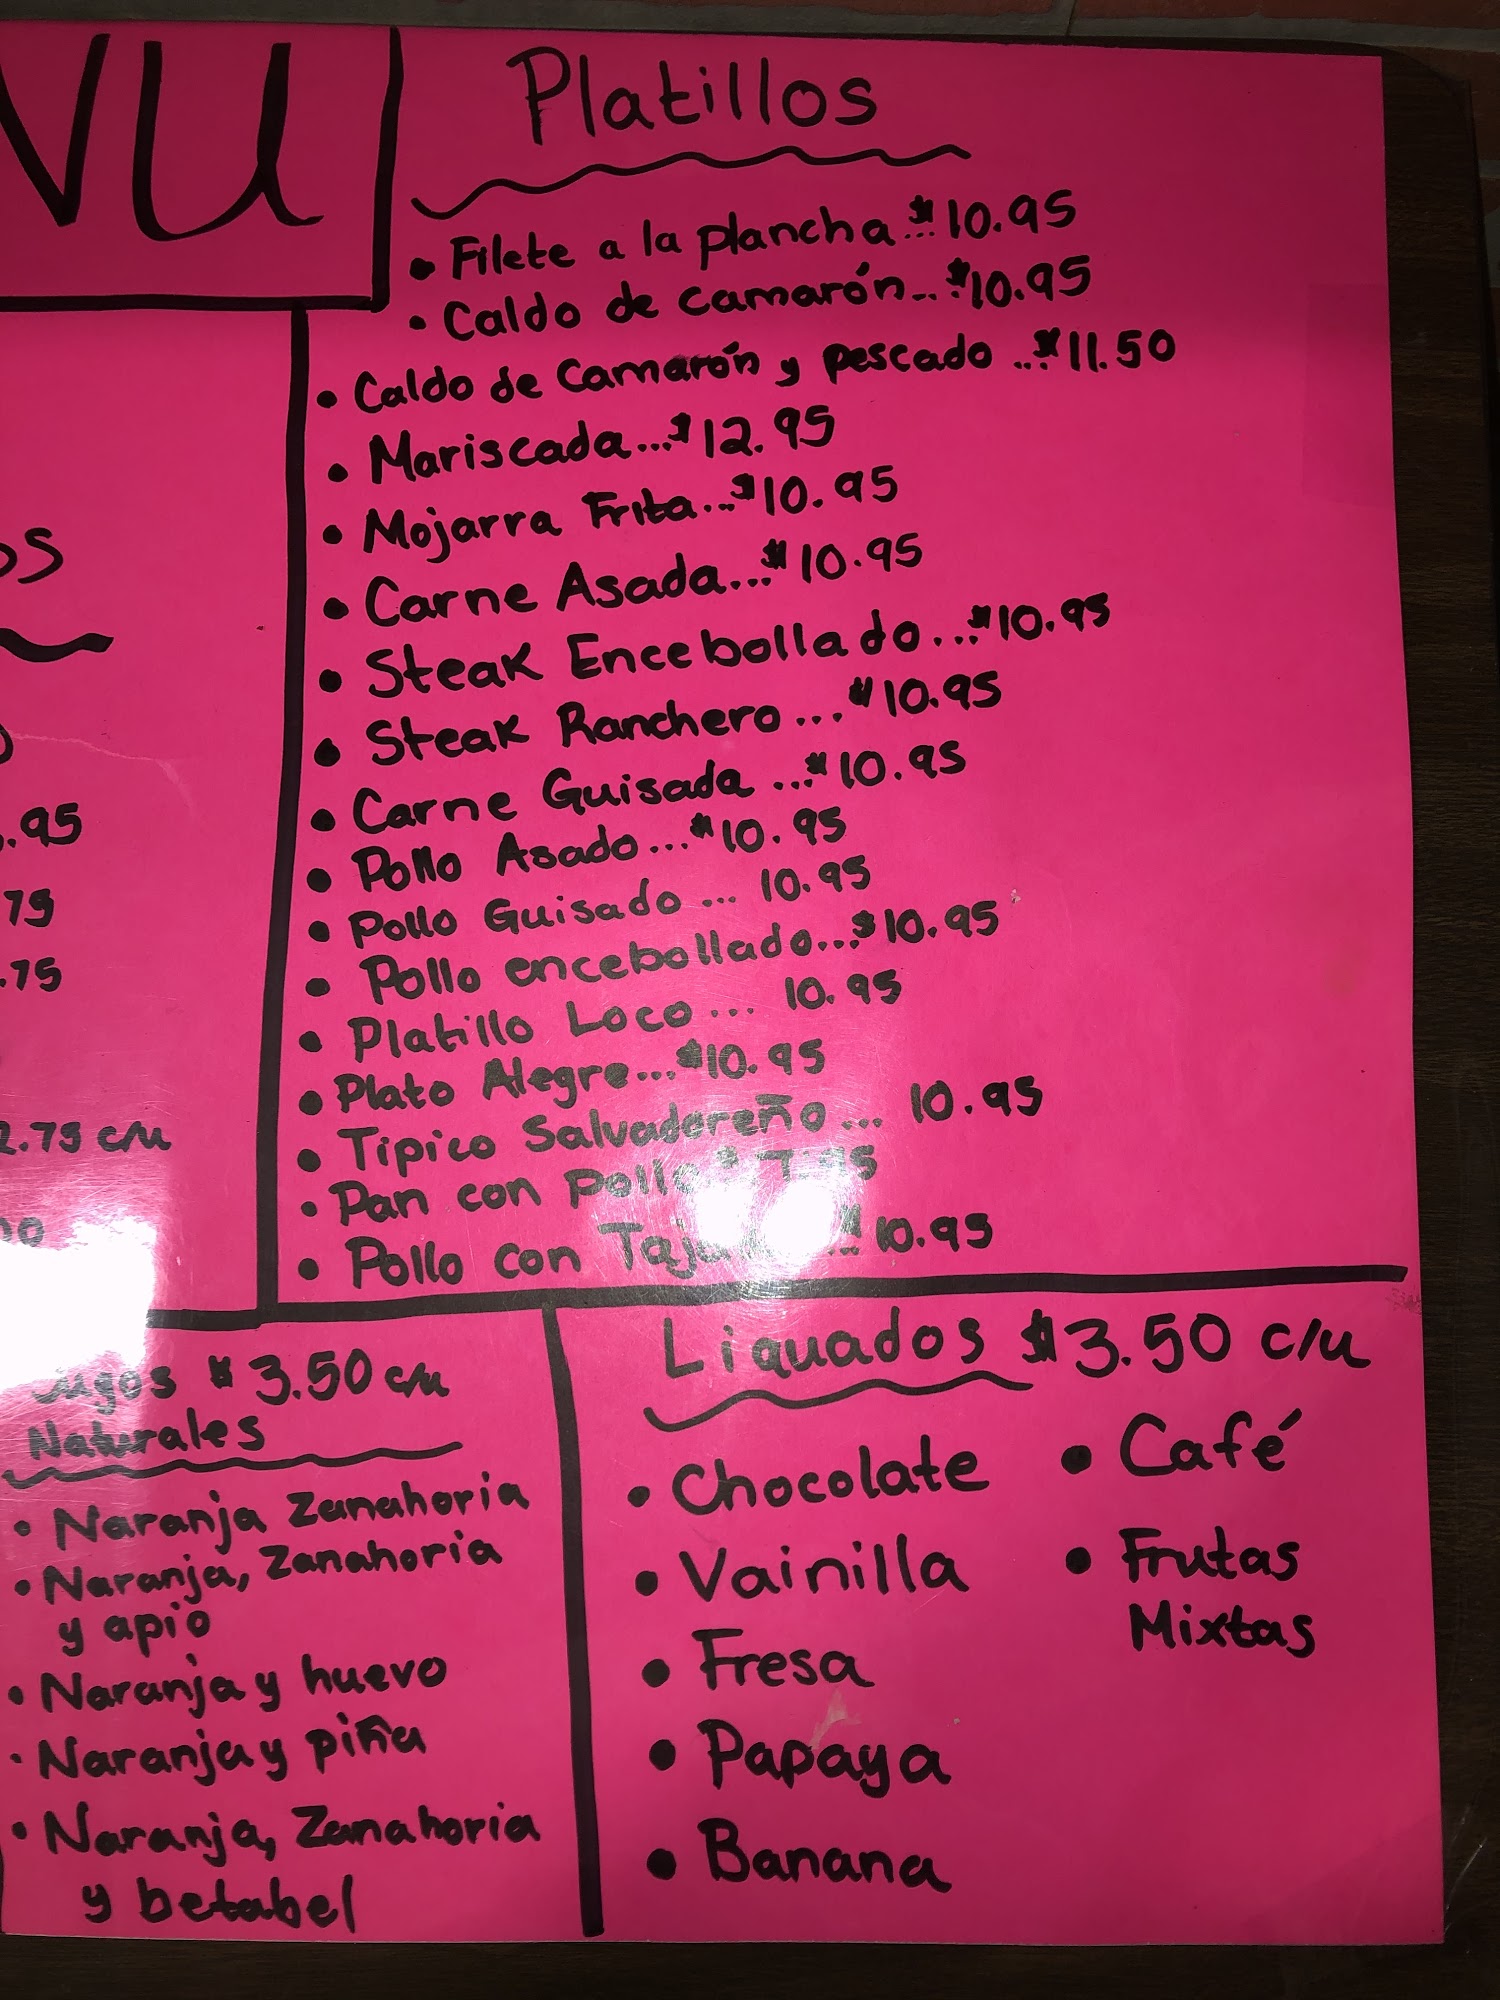 NU
Platillos
• Filete a la plancha...$10.95
• Caldo de camarón...$10.95
• Caldo de Camarón y pescado ...$11.50
• Mariscada...$12.95
• Mojarra Frita...$10.95
• Carne Asada...$10.95
• Steak Encebollado...$10.95
• Steak Ranchero ...$10.95
• Carne Guisada ...$10.95
• Pollo Asado...$10.95
• Pollo Guisado ... 10.95
• Pollo encebollado...$10.95
• Platillo Loco ... 10.95
• Plato Alegre...$10.95
• Tipico Salvadoreño... 10.95
• Pan con Pollo
• Pollo con $10.95
os
.95
.75
.75
2.75 c/u
Jugos $3.50 c/u
Naturales
• Naranja Zanahoria
• Naranja, Zanahoria
y apio
• Naranja y huevo
• Naranja y piña
• Naranja, Zanahoria
y betabel
Liquados $3.50 c/u
• Chocolate
• Vainilla
• Fresa
• Papaya
• Banana
• Café
• Frutas
Mixtas